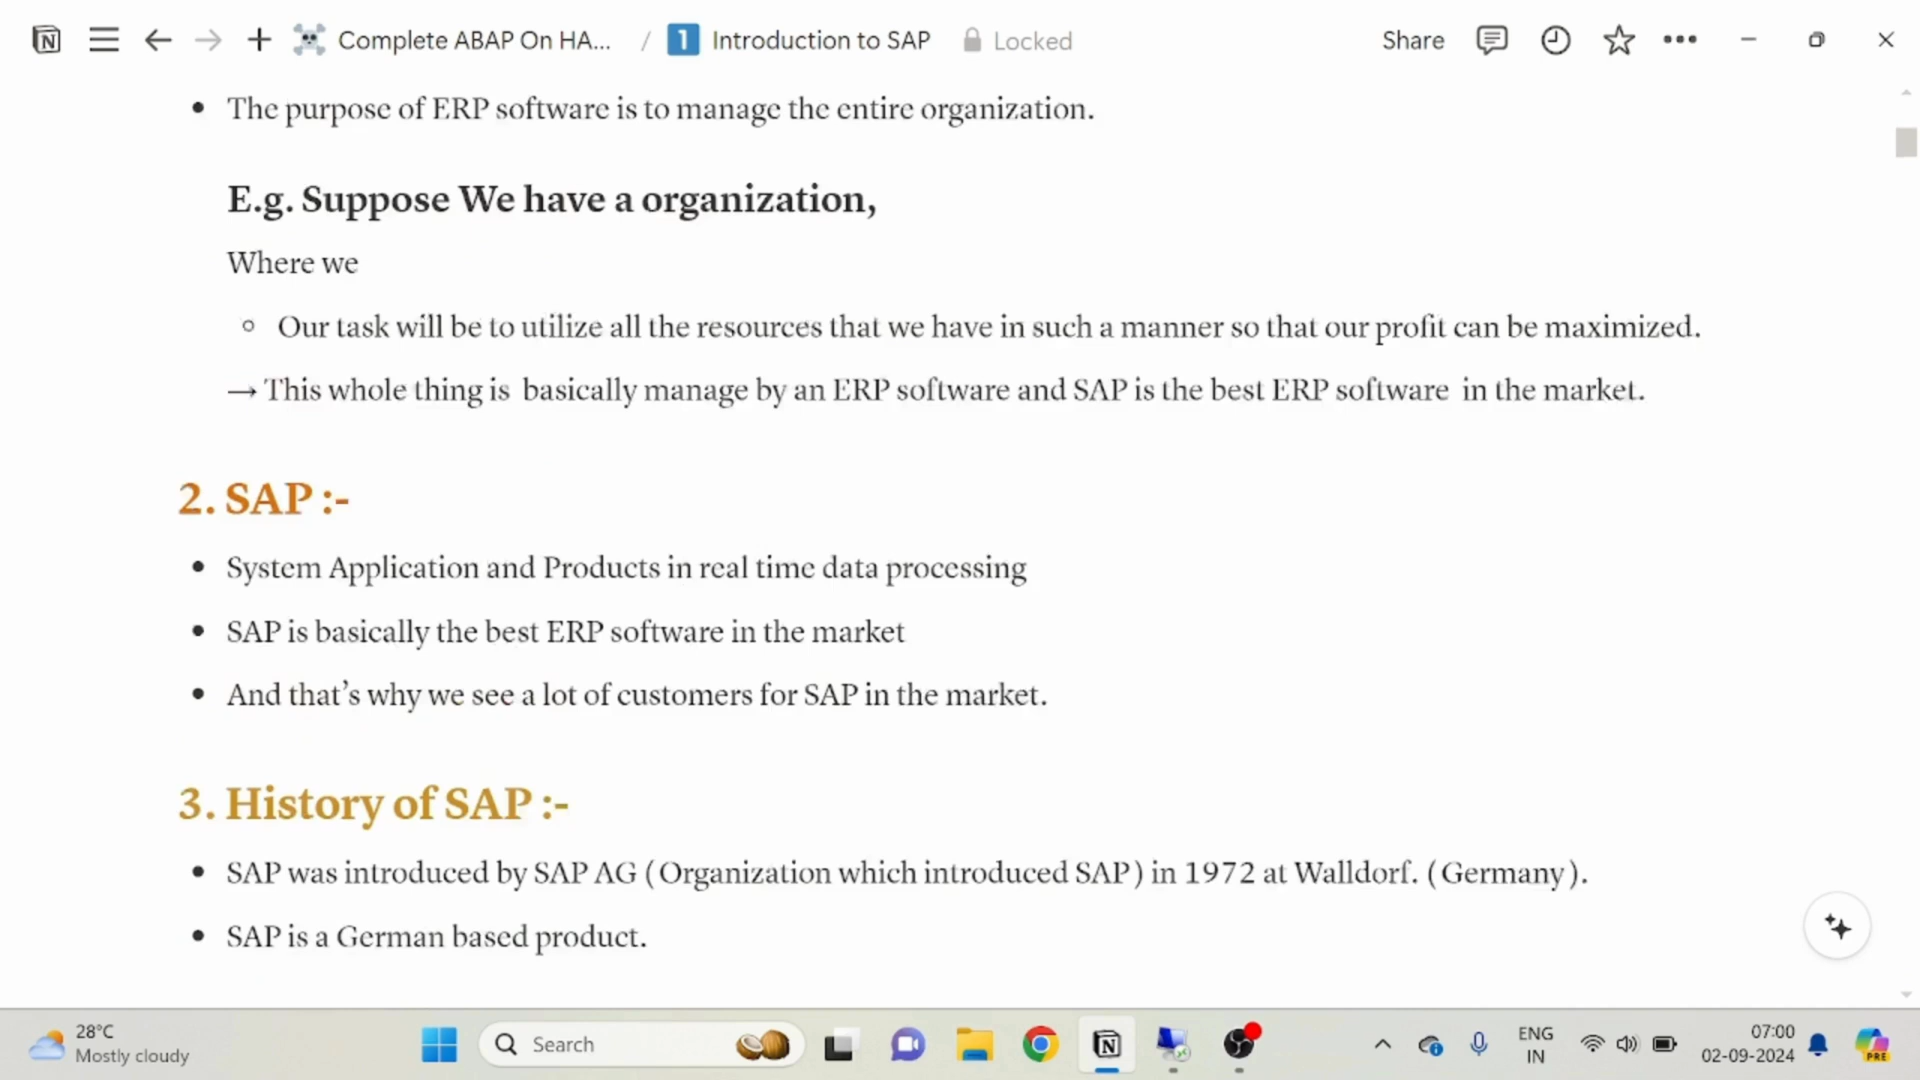 Complete ABAP On HA... / 1 Introduction to SAP Locked Share
• The purpose of ERP software is to manage the entire organization.
E.g. Suppose We have a organization,
Where we
◦ Our task will be to utilize all the resources that we have in such a manner so that our profit can be maximized.
→ This whole thing is basically manage by an ERP software and SAP is the best ERP software in the market.
2. SAP :-
• System Application and Products in real time data processing
• SAP is basically the best ERP software in the market
• And that’s why we see a lot of customers for SAP in the market.
3. History of SAP :-
• SAP was introduced by SAP AG ( Organization which introduced SAP ) in 1972 at Walldorf. ( Germany ).
• SAP is a German based product.
28°C
Mostly cloudy
Search
ENG
IN
07:00
02-09-2024
PRE